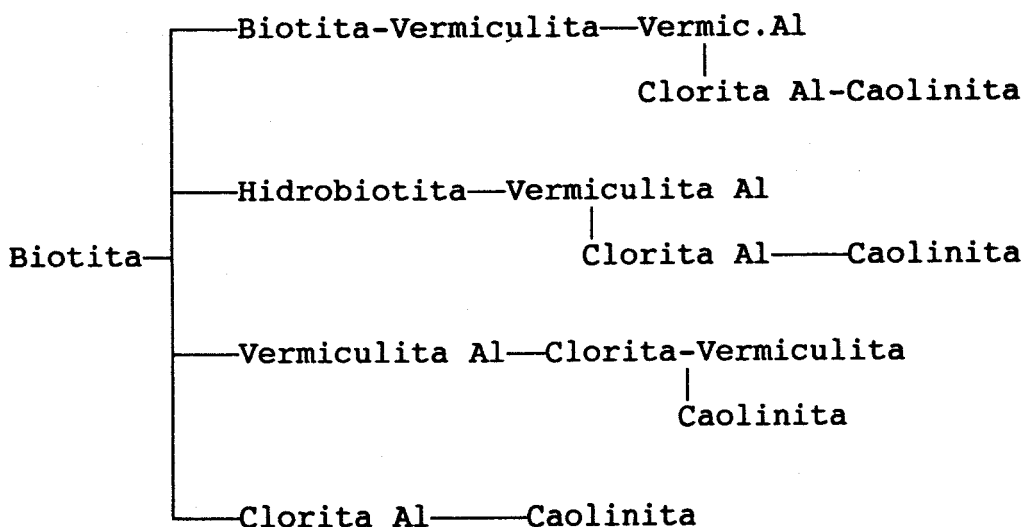 Biotita-Vermiculita—Vermic.Al
Clorita Al-Caolinita
Hidrobiotita—Vermiculita Al
Clorita Al——Caolinita
Biotita
Vermiculita Al—Clorita-Vermiculita
Caolinita
Clorita Al——Caolinita